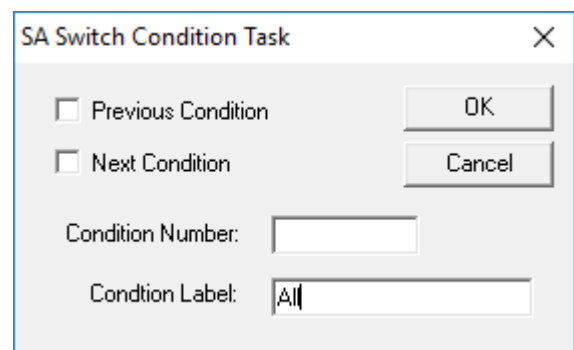 SA Switch Condition Task
Previous Condition
OK
Next Condition
Cancel
Condition Number:
Condtion Label:
All